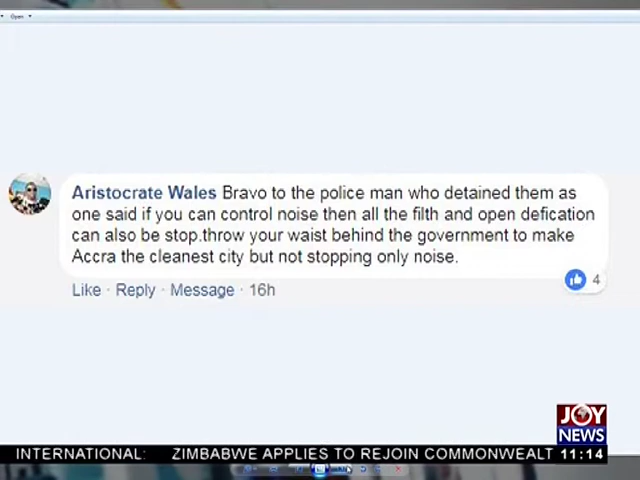 Open
Aristocrate Wales Bravo to the police man who detained them as
one said if you can control noise then all the filth and open defication
can also be stop.throw your waist behind the government to make
Accra the cleanest city but not stopping only noise.
4
Like · Reply · Message · 16h
JOY
NEWS
INTERNATIONAL: ZIMBABWE APPLIES TO REJOIN COMMONWEALT 11:14